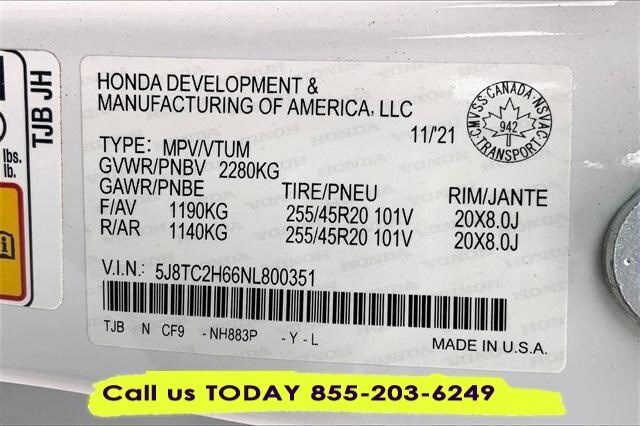 HONDA DEVELOPMENT &
MANUFACTURING OF AMERICA, LLC
11/21
CMVSS CANADA NSVAC
942
TRANSPORT
TYPE: MPV/VTUM
GVWR/PNBV 2280KG
GAWR/PNBE TIRE/PNEU RIM/JANTE
F/AV 1190KG 255/45R20 101V 20X8.0J
R/AR 1140KG 255/45R20 101V 20X8.0J
V.I.N.: 5J8TC2H66NL800351
TJB N CF9 -NH883P -Y-L
MADE IN U.S.A.
TJB JH
lbs.
lb.
Call us TODAY 855-203-6249